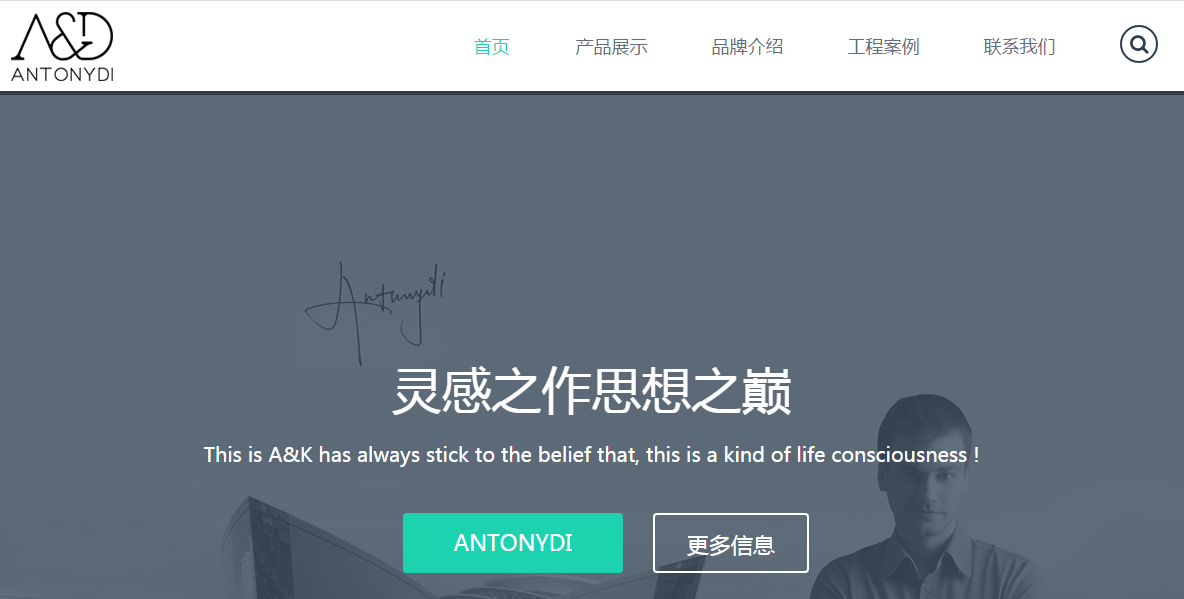 A&D
ANTONYDI
首页 产品展示 品牌介绍 工程案例 联系我们
Antonydi
灵感之作思想之巅
This is A&K has always stick to the belief that, this is a kind of life consciousness !
ANTONYDI 更多信息